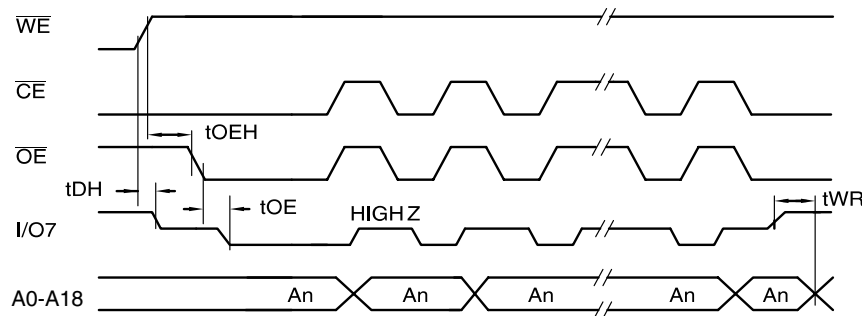 WE
CE
tOEH
OE
tDH
tOE
tWR
HIGH Z
I/O7
A0-A18
An An An An An